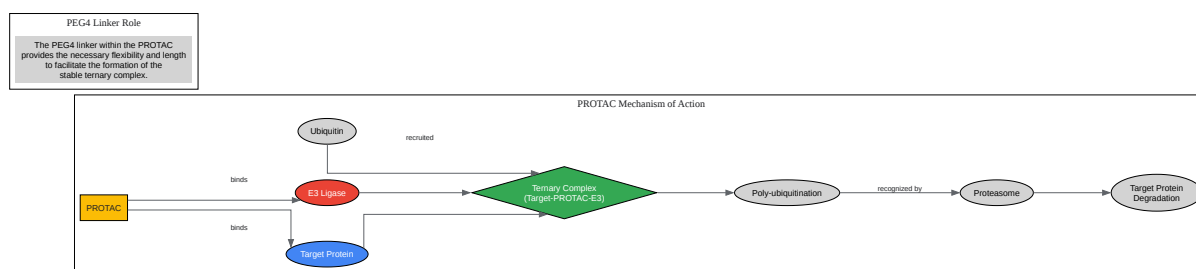 PEG4 Linker Role
The PEG4 linker within the PROTAC
provides the necessary flexibility and length
to facilitate the formation of the
stable ternary complex.
PROTAC Mechanism of Action
Ubiquitin
recruited
binds
E3 Ligase
Ternary Complex
(Target-PROTAC-E3)
Poly-ubiquitination
recognized by
Proteasome
Target Protein
Degradation
PROTAC
binds
Target Protein